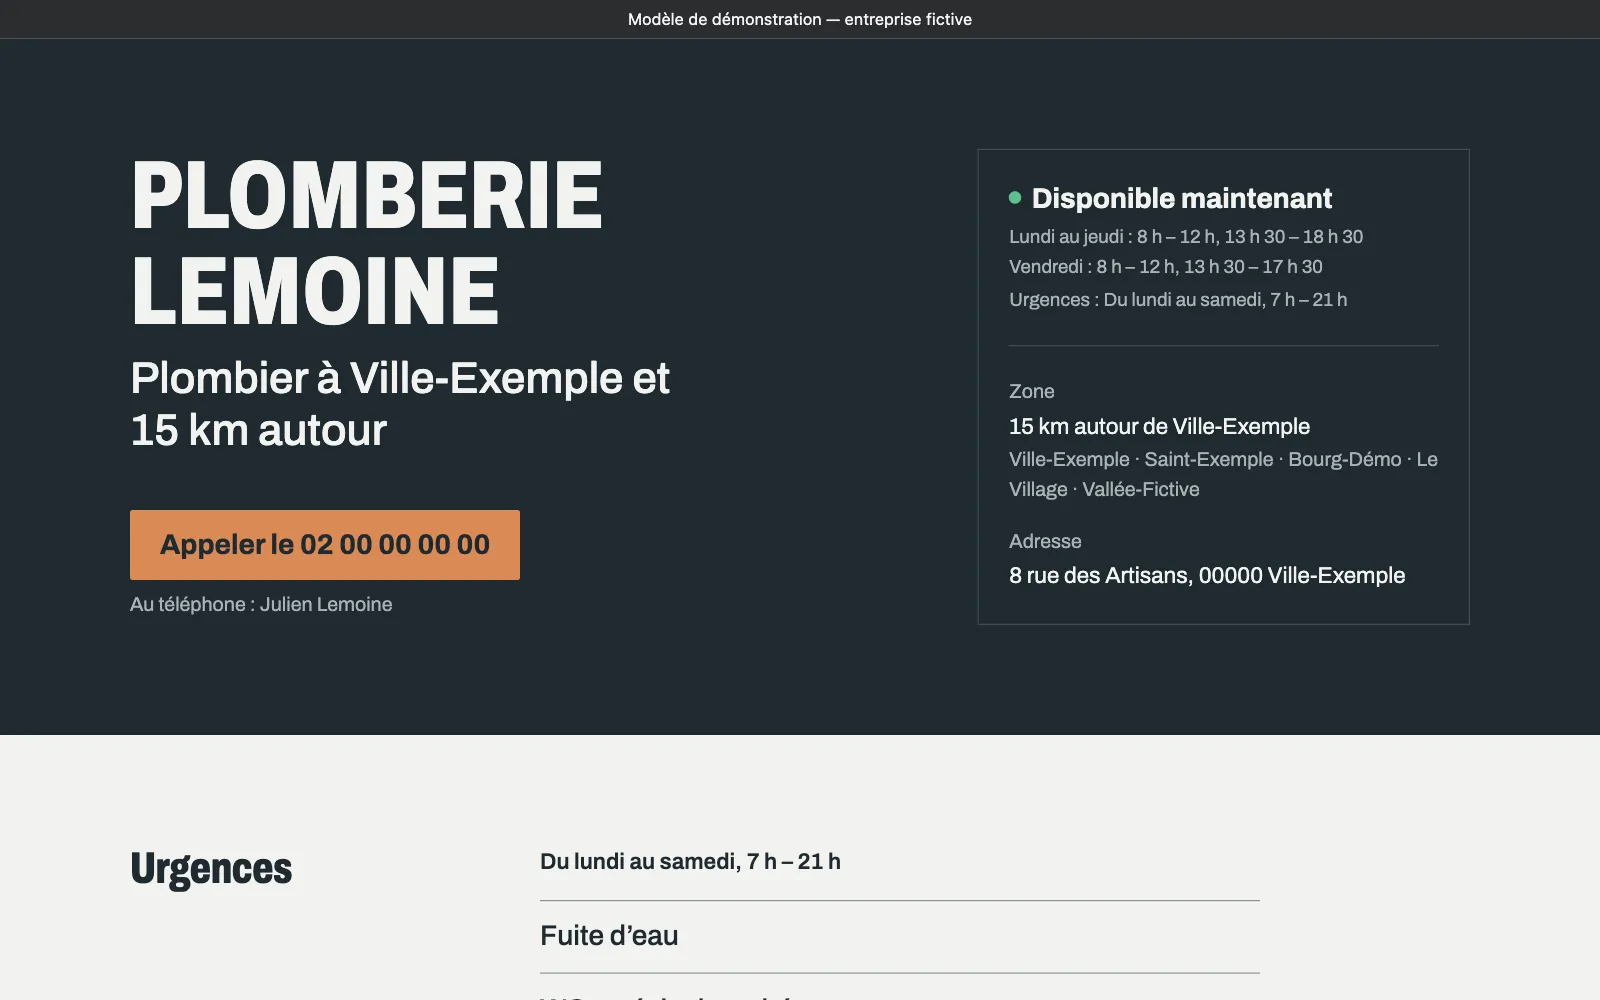 Modèle de démonstration — entreprise fictive
PLOMBERIE
LEMOINE
Plombier à Ville-Exemple et
15 km autour
Appeler le 02 00 00 00 00
Au téléphone : Julien Lemoine
Disponible maintenant
Lundi au jeudi : 8 h – 12 h, 13 h 30 – 18 h 30
Vendredi : 8 h – 12 h, 13 h 30 – 17 h 30
Urgences : Du lundi au samedi, 7 h – 21 h
Zone
15 km autour de Ville-Exemple
Ville-Exemple · Saint-Exemple · Bourg-Démo · Le
Village · Vallée-Fictive
Adresse
8 rue des Artisans, 00000 Ville-Exemple
Urgences
Du lundi au samedi, 7 h – 21 h
Fuite d’eau